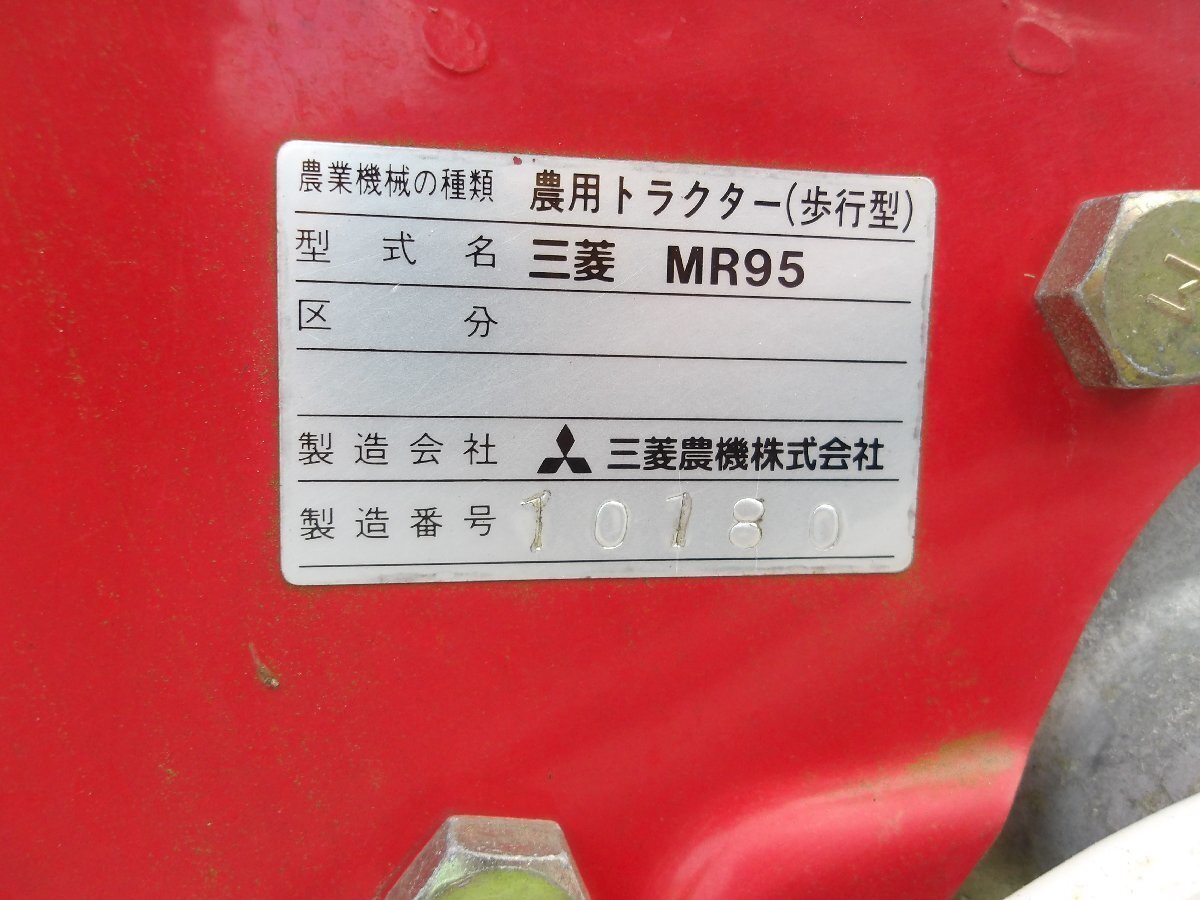 農業機械の種類 農用トラクター(歩行型)
型式名 三菱 MR95
区分
製造会社 三菱農機株式会社
製造番号 10180